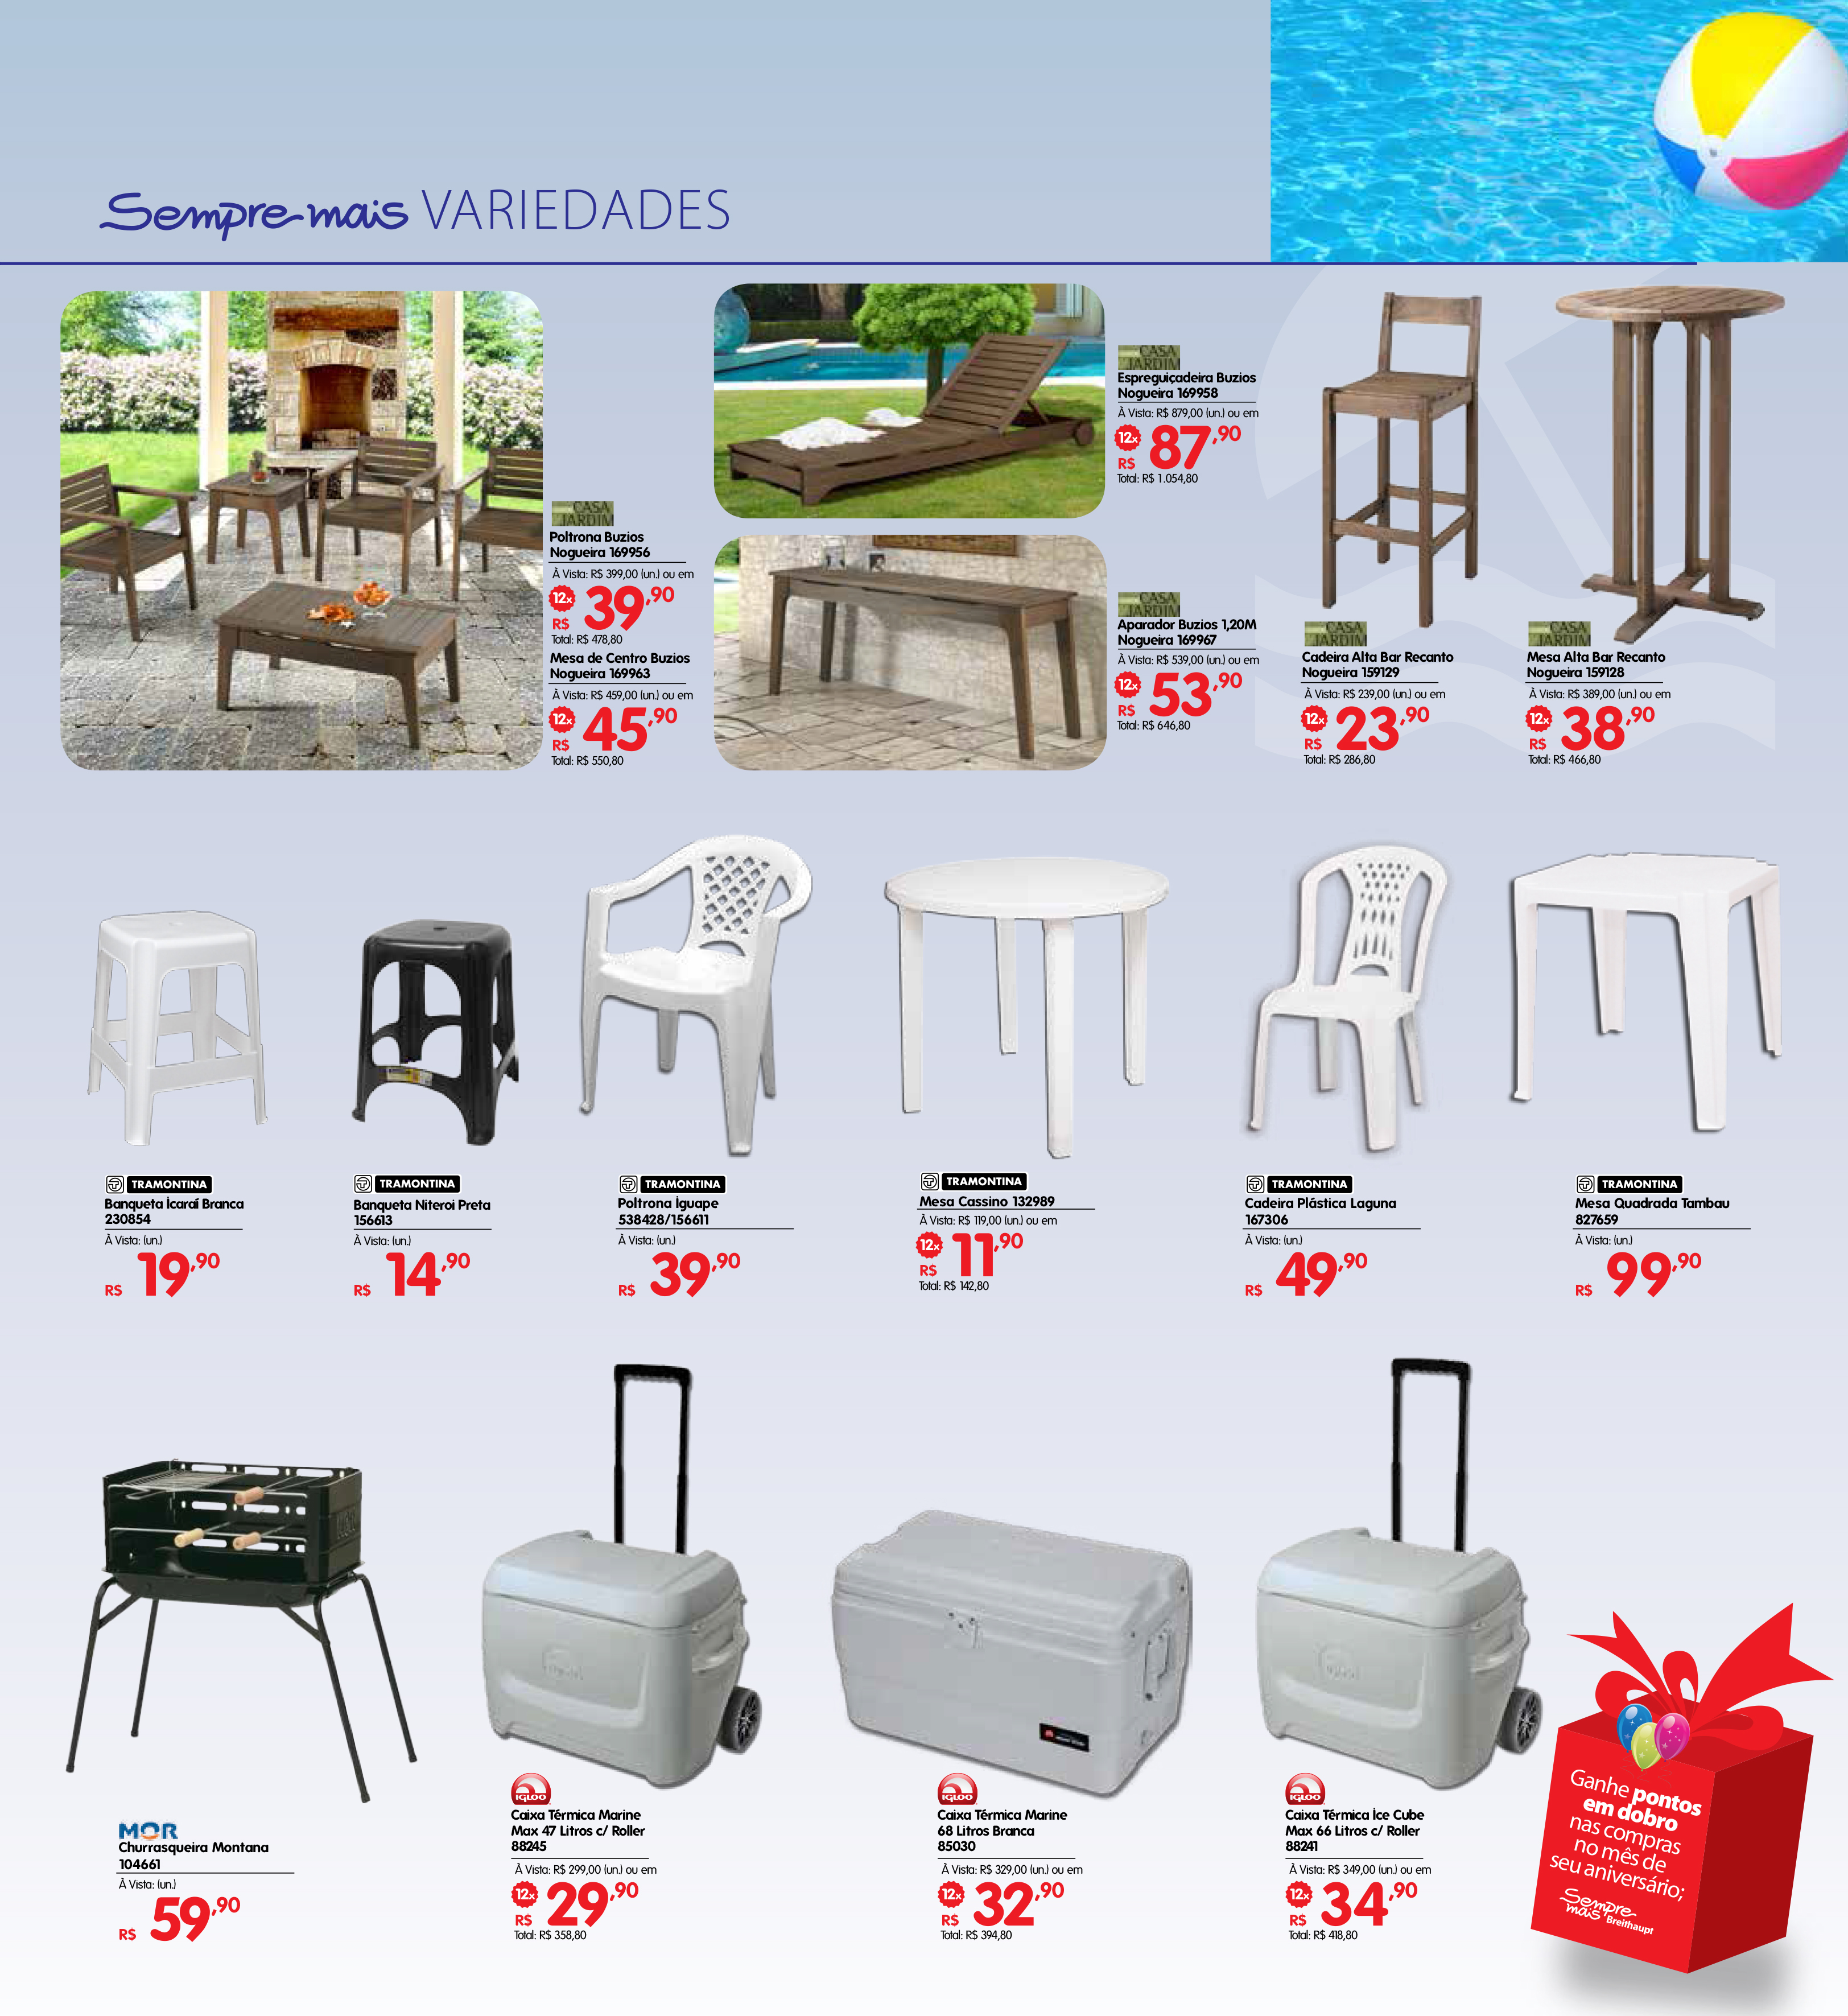 Sempre mais VARIEDADES
CASA
JARDIM
Poltrona Buzios
Nogueira 169956
À Vista: R$ 399,00 (un.) ou em
12x
R$ 39,90
Total: R$ 478,80
Mesa de Centro Buzios
Nogueira 169963
À Vista: R$ 459,00 (un.) ou em
12x
R$ 45,90
Total: R$ 550,80
CASA
JARDIM
Espreguiçadeira Buzios
Nogueira 169958
À Vista: R$ 879,00 (un.) ou em
12x
R$ 87,90
Total: R$ 1.054,80
CASA
JARDIM
Aparador Buzios 1,20M
Nogueira 169967
À Vista: R$ 539,00 (un.) ou em
12x
R$ 53,90
Total: R$ 646,80
CASA
JARDIM
Cadeira Alta Bar Recanto
Nogueira 159129
À Vista: R$ 239,00 (un.) ou em
12x
R$ 23,90
Total: R$ 286,80
CASA
JARDIM
Mesa Alta Bar Recanto
Nogueira 159128
À Vista: R$ 389,00 (un.) ou em
12x
R$ 38,90
Total: R$ 466,80
TRAMONTINA
Banqueta İcaraí Branca
230854
À Vista: (un.)
R$ 19,90
TRAMONTINA
Banqueta Niteroi Preta
156613
À Vista: (un.)
R$ 14,90
TRAMONTINA
Poltrona İguape
538428/156611
À Vista: (un.)
R$ 39,90
TRAMONTINA
Mesa Cassino 132989
À Vista: R$ 119,00 (un.) ou em
12x
R$ 11,90
Total: R$ 142,80
TRAMONTINA
Cadeira Plástica Laguna
167306
À Vista: (un.)
R$ 49,90
TRAMONTINA
Mesa Quadrada Tambau
827659
À Vista: (un.)
R$ 99,90
MOR
Churrasqueira Montana
104661
À Vista: (un.)
R$ 59,90
IGLOO
Caixa Térmica Marine
Max 47 Litros c/ Roller
88245
À Vista: R$ 299,00 (un.) ou em
12x
R$ 29,90
Total: R$ 358,80
IGLOO
Caixa Térmica Marine
68 Litros Branca
85030
À Vista: R$ 329,00 (un.) ou em
12x
R$ 32,90
Total: R$ 394,80
IGLOO
Caixa Térmica İce Cube
Max 66 Litros c/ Roller
88241
À Vista: R$ 349,00 (un.) ou em
12x
R$ 34,90
Total: R$ 418,80
Ganhe pontos
em dobro
nas compras
no mês de
seu aniversário;
Sempre
mais Breithaupt